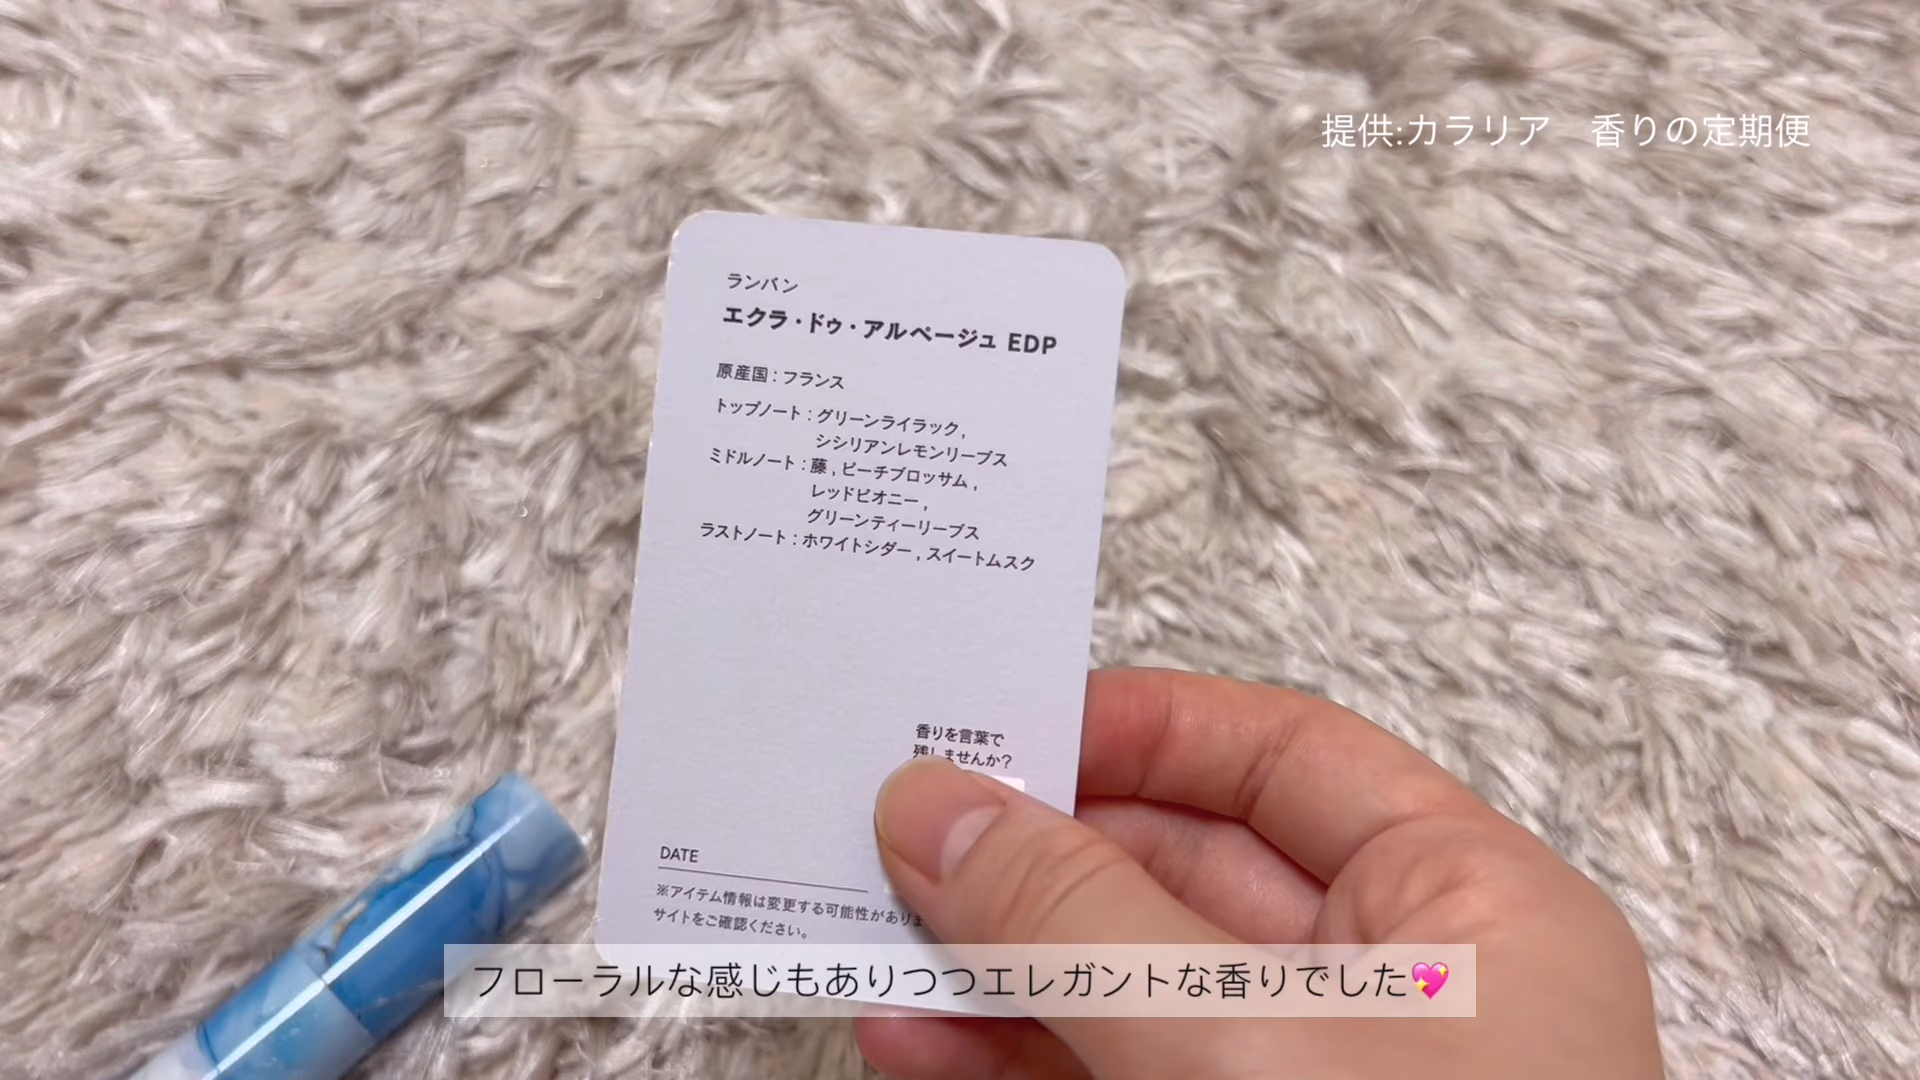 提供:カラリア 香りの定期便
ランバン
エクラ・ドゥ・アルページュ EDP
原産国：フランス
トップノート：グリーンライラック,
シシリアンレモンリーブス
ミドルノート：藤, ピーチブロッサム,
レッドピオニー,
グリーンティーリーブス
ラストノート：ホワイトシダー, スイートムスク
香りを言葉で
残しませんか?
DATE
※アイテム情報は変更する可能性がありま
サイトをご確認ください。
フローラルな感じもありつつエレガントな香りでした💖